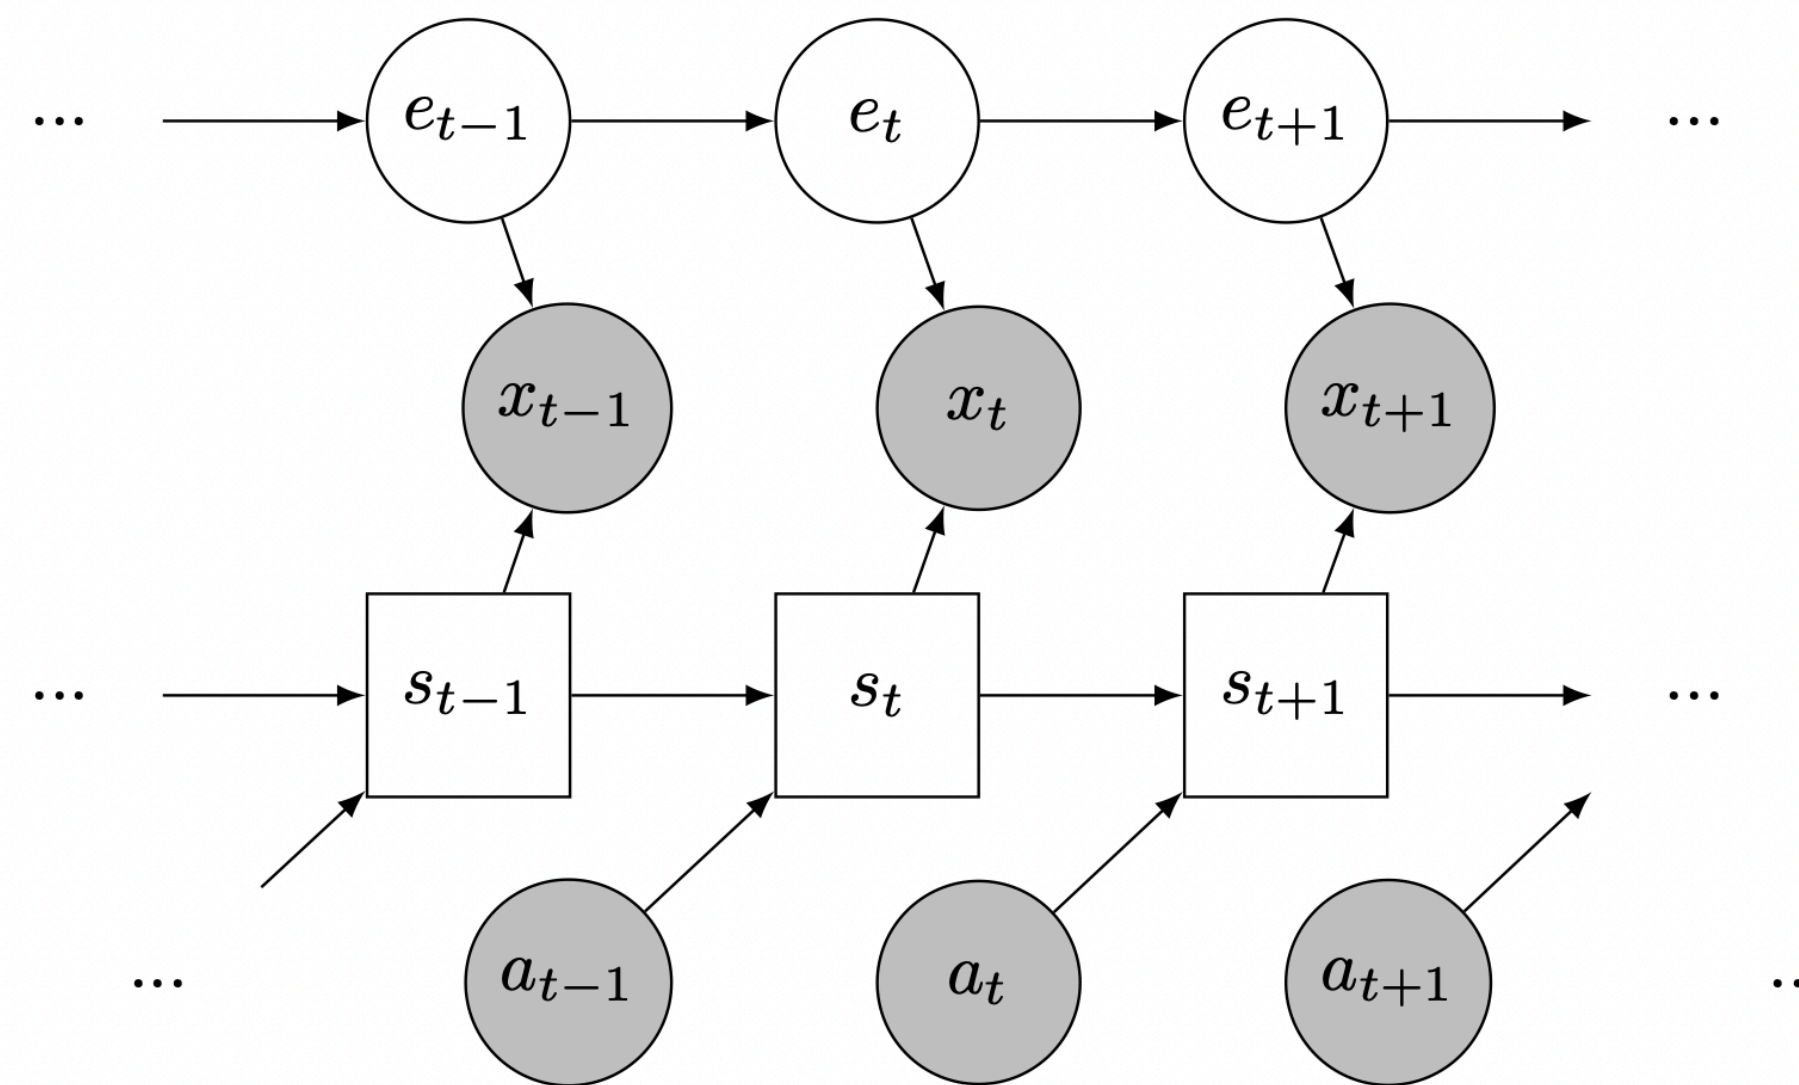 ... e_{t-1} e_t e_{t+1} ...
x_{t-1} x_t x_{t+1}
... s_{t-1} s_t s_{t+1} ...
... a_{t-1} a_t a_{t+1} ..